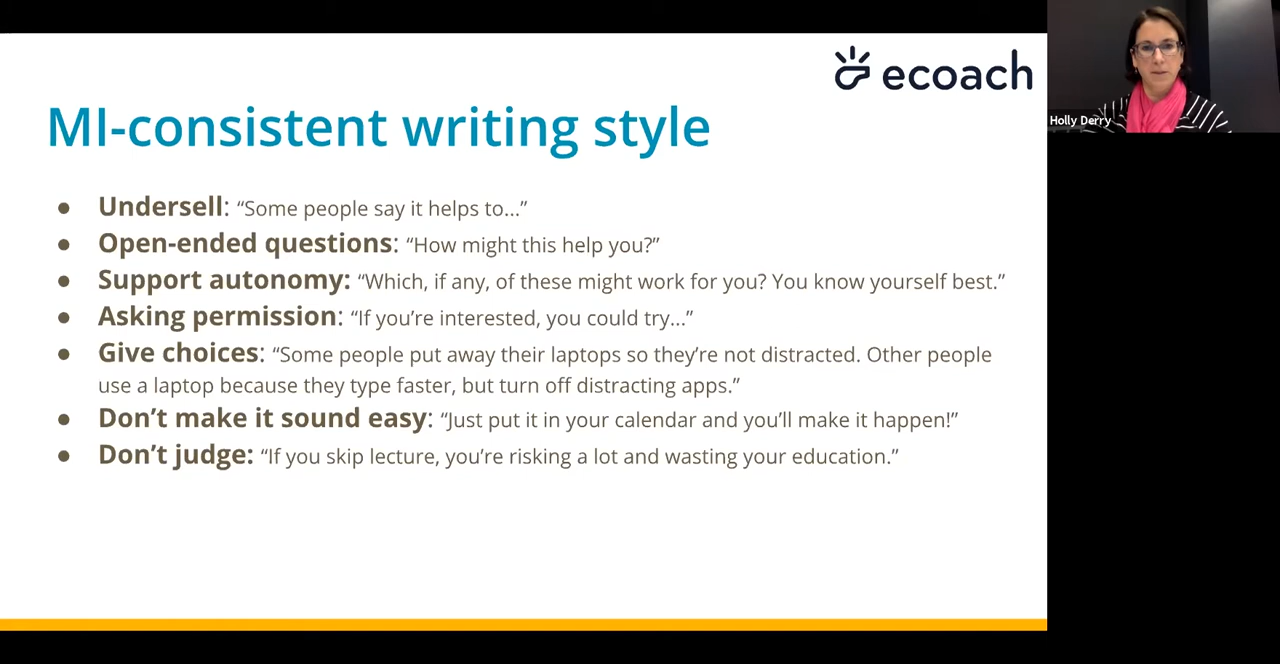 ecoach
MI-consistent writing style
● Undersell: “Some people say it helps to...”
● Open-ended questions: “How might this help you?”
● Support autonomy: “Which, if any, of these might work for you? You know yourself best.”
● Asking permission: “If you’re interested, you could try...”
● Give choices: “Some people put away their laptops so they’re not distracted. Other people
use a laptop because they type faster, but turn off distracting apps.”
● Don’t make it sound easy: “Just put it in your calendar and you’ll make it happen!”
● Don’t judge: “If you skip lecture, you’re risking a lot and wasting your education.”
Holly Derry